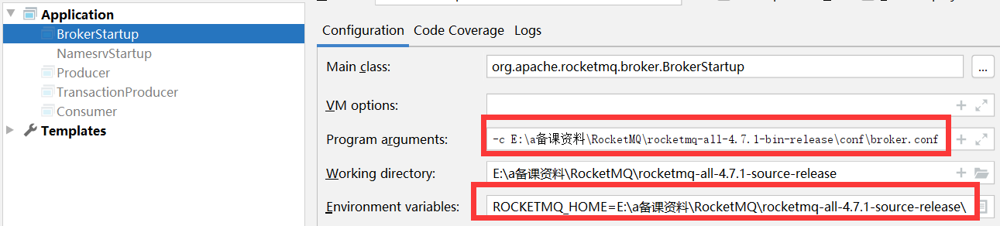 Application
BrokerStartup
NamesrvStartup
Producer
TransactionProducer
Consumer
Templates
Configuration Code Coverage Logs
Main class: org.apache.rocketmq.broker.BrokerStartup ...
VM options:
Program arguments: -c E:\a备课资料\RocketMQ\rocketmq-all-4.7.1-bin-release\conf\broker.conf
Working directory: E:\a备课资料\RocketMQ\rocketmq-all-4.7.1-source-release
Environment variables: ROCKETMQ_HOME=E:\a备课资料\RocketMQ\rocketmq-all-4.7.1-source-release\